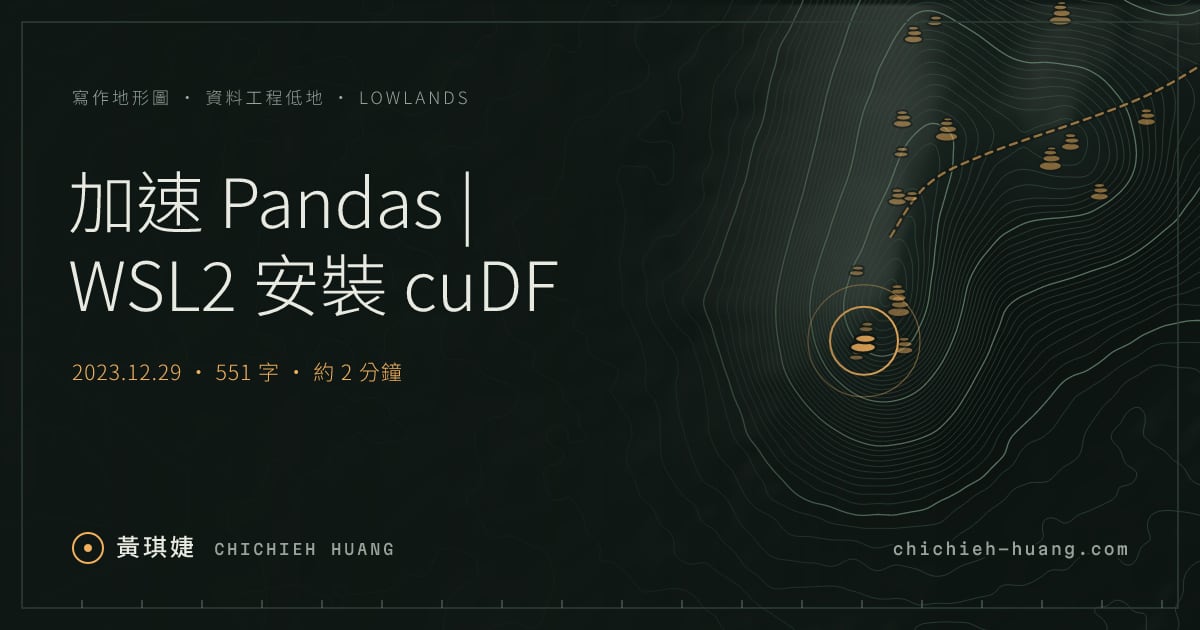 寫作地形圖 · 資料工程低地 · LOWLANDS
加速 Pandas |
WSL2 安裝 cuDF
2023.12.29 · 551 字 · 約 2 分鐘
黃琪婕 CHICHIEH HUANG
chichieh-huang.com